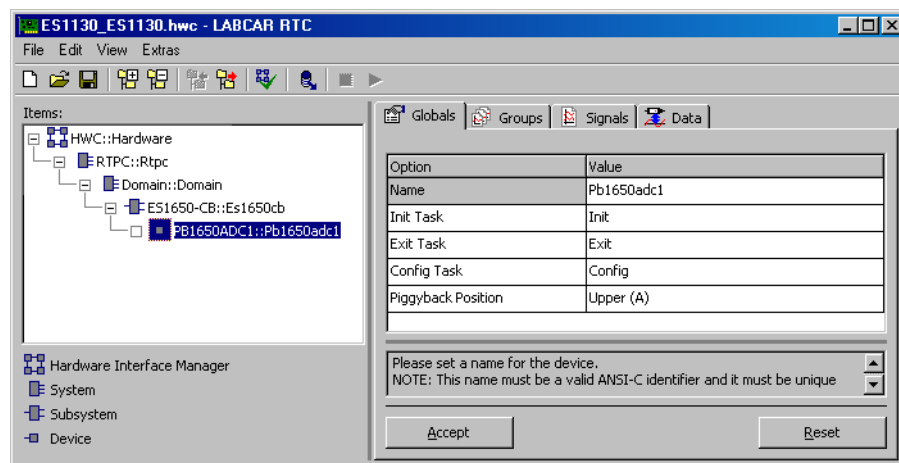 ES1130_ES1130.hwc - LABCAR RTC
File Edit View Extras
Items:
HWC::Hardware
RTPC::Rtpc
Domain::Domain
ES1650-CB::Es1650cb
PB1650ADC1::Pb1650adc1
Hardware Interface Manager
System
Subsystem
Device
Globals Groups Signals Data
Option Value
Name Pb1650adc1
Init Task Init
Exit Task Exit
Config Task Config
Piggyback Position Upper (A)
Please set a name for the device.
NOTE: This name must be a valid ANSI-C identifier and it must be unique
Accept Reset